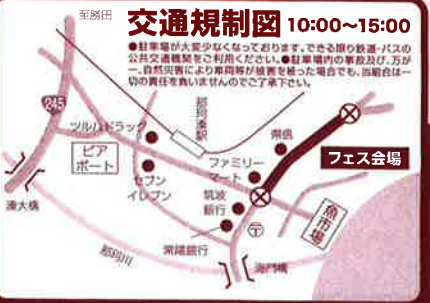 至勝田
交通規制図 10:00～15:00
●駐車場が大変少なくなっております。できる限り鉄道・バスの
公共交通機関をご利用ください。●駐車場内の事故及び、万が
一、自然災害により車両等が被害を被った場合でも、当組合は一
切の責任を負いませんのでご了承下さい。
245
ツルハドラッグ
那珂湊駅
県信
ピア
ポート
セブン
イレブン
ファミリー
マート
フェス会場
筑波
銀行
湊大橋
魚市場
〒
那珂川
常陽銀行
海門橋